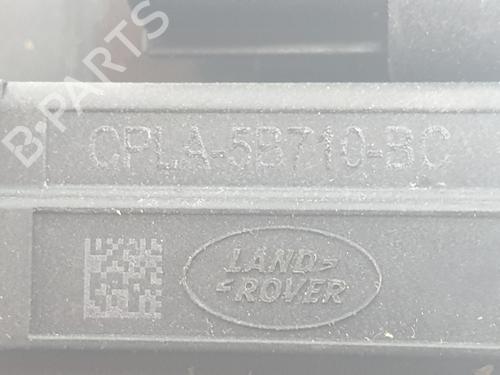 B-PARTS
CPLA-5B710-BC
LAND>
<ROVER